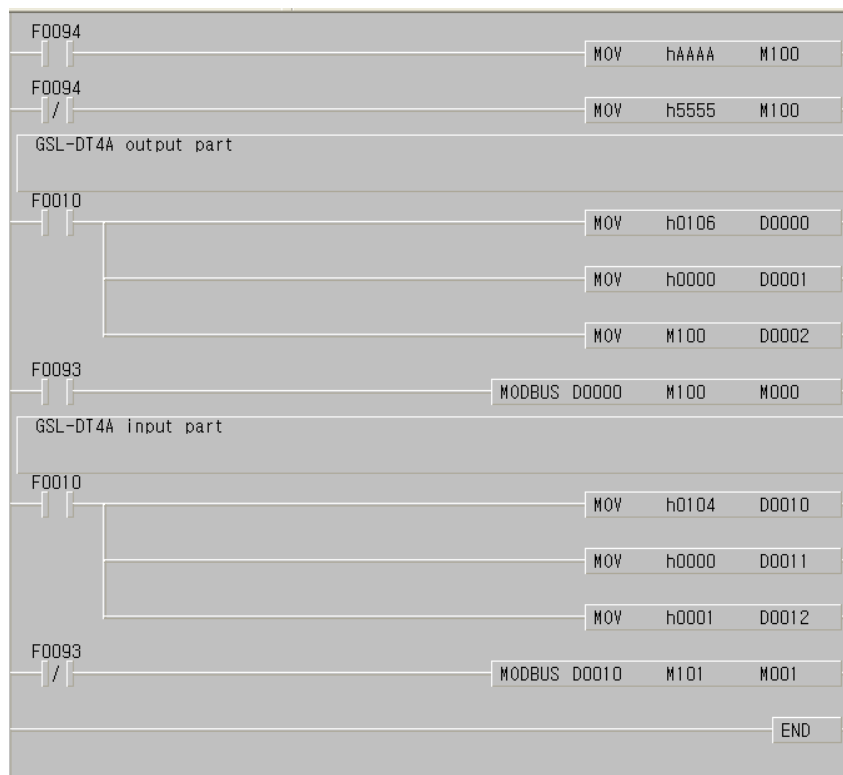 F0094
MOV hAAAA M100
F0094
/
MOV h5555 M100
GSL-DT4A output part
F0010
MOV h0106 D0000
MOV h0000 D0001
MOV M100 D0002
F0093
MODBUS D0000 M100 M000
GSL-DT4A input part
F0010
MOV h0104 D0010
MOV h0000 D0011
MOV h0001 D0012
F0093
/
MODBUS D0010 M101 M001
END